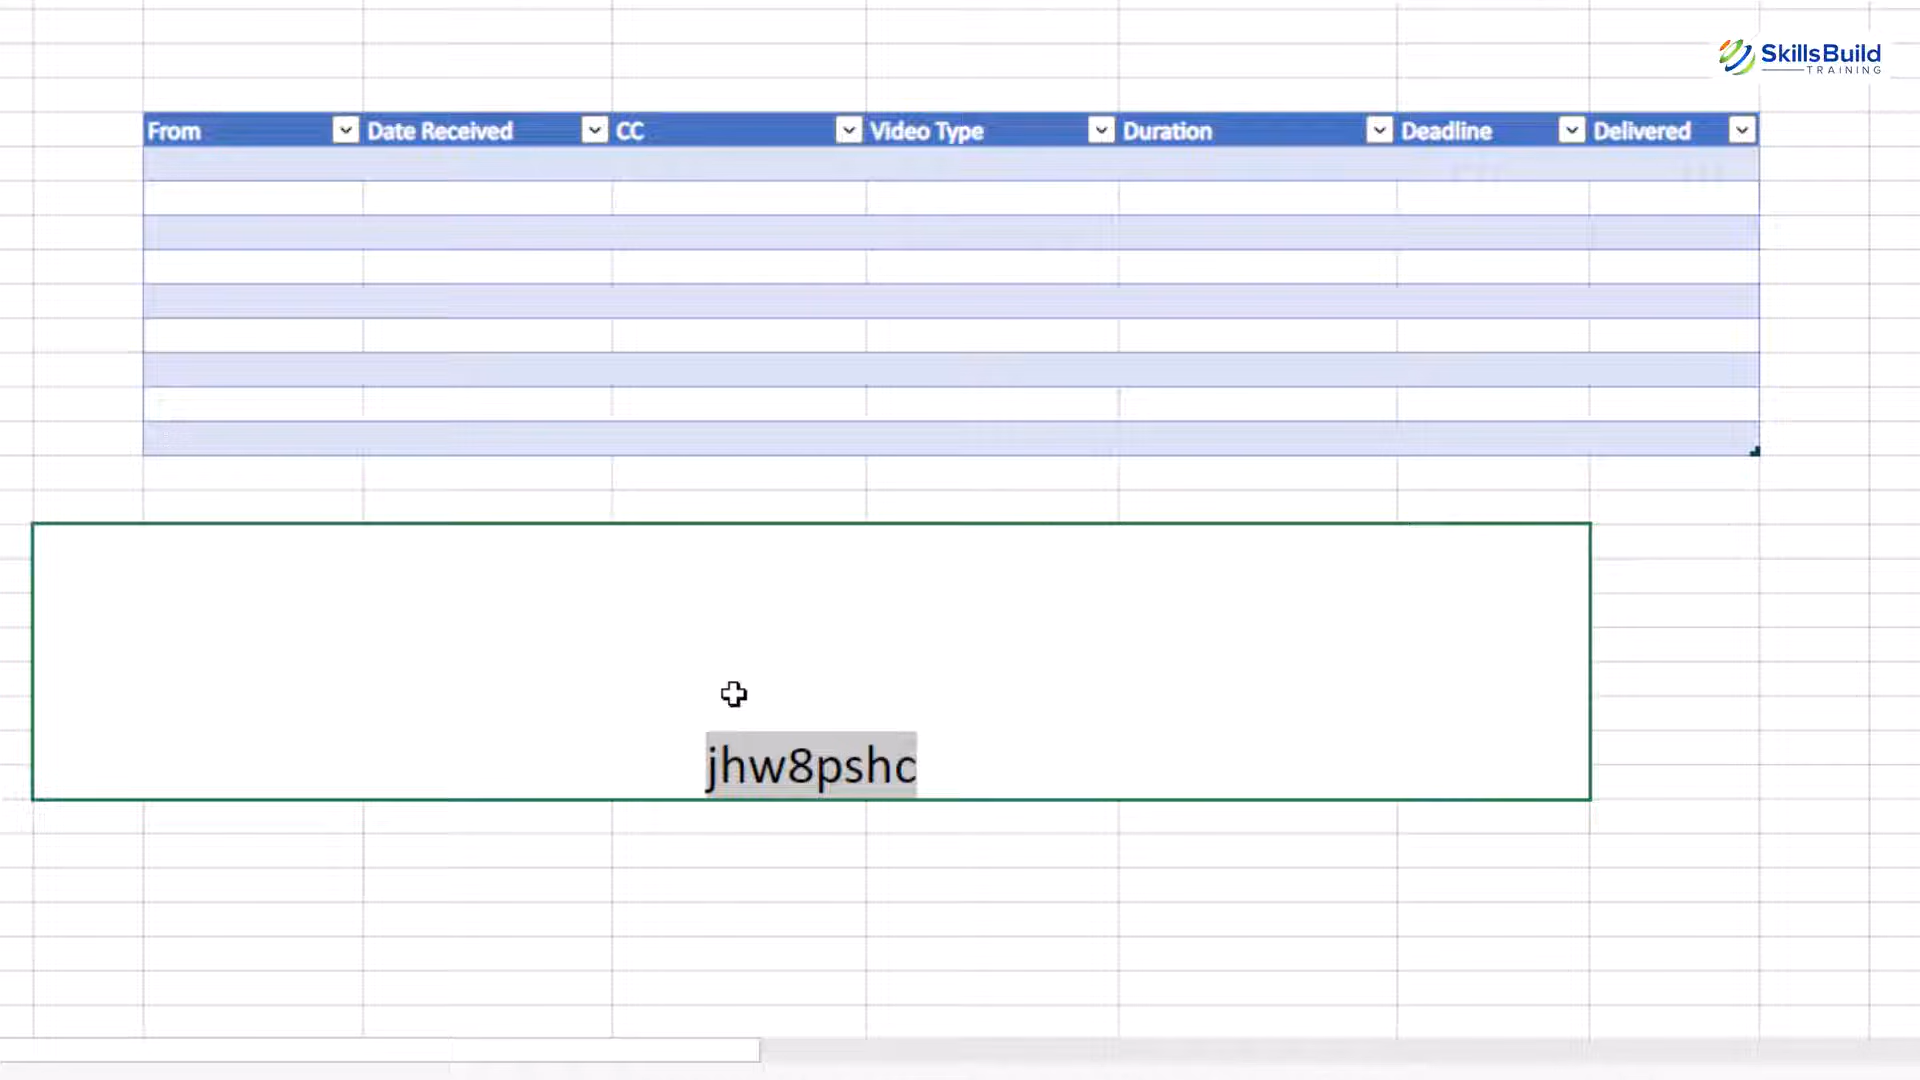 SkillsBuild
TRAINING
From Date Received CC Video Type Duration Deadline Delivered
jhw8pshc